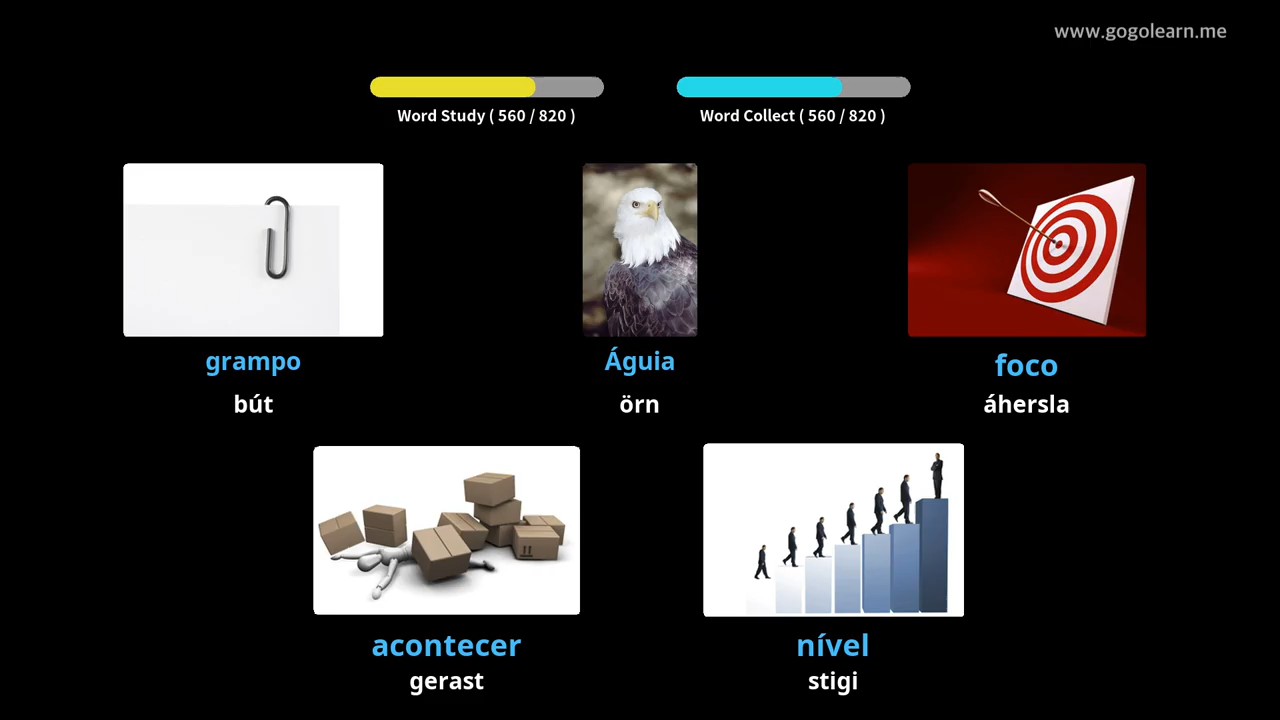 www.gogolearn.me
Word Study ( 560 / 820 )
Word Collect ( 560 / 820 )
grampo
bút
Águia
örn
foco
áhersla
acontecer
gerast
nível
stigi